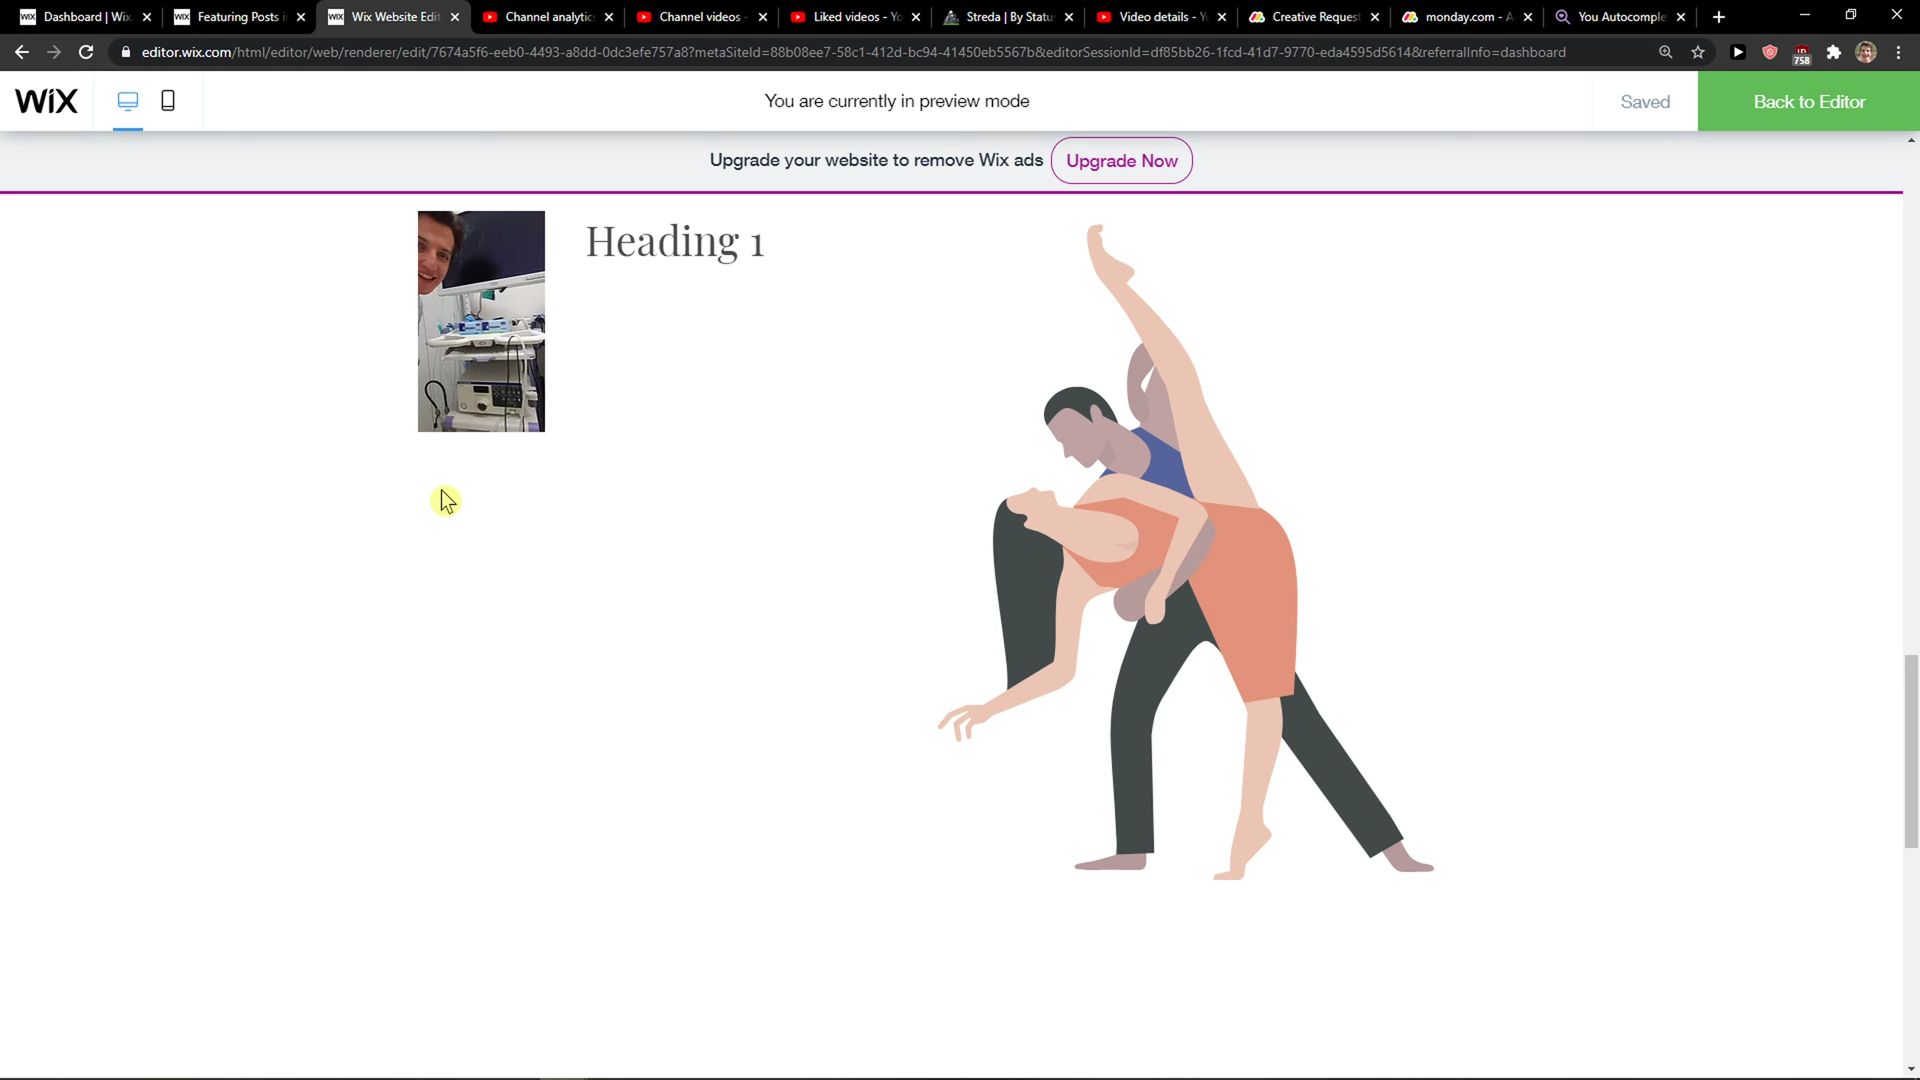 Dashboard | Wix
Featuring Posts i
Wix Website Edit
Channel analytics
Channel videos - 
Liked videos - Yo
Streda | By Statu
Video details - Y
Creative Request
monday.com - A
You Autocomple
editor.wix.com/html/editor/web/renderer/edit/7674a5f6-eeb0-4493-a8dd-0dc3efe757a8?metaSiteId=88b08ee7-58c1-412d-bc94-41450eb5567b&editorSessionId=df85bb26-1fcd-41d7-9770-eda4595d5614&referralInfo=dashboard
758
WiX
You are currently in preview mode
Saved
Back to Editor
Upgrade your website to remove Wix ads
Upgrade Now
Heading 1